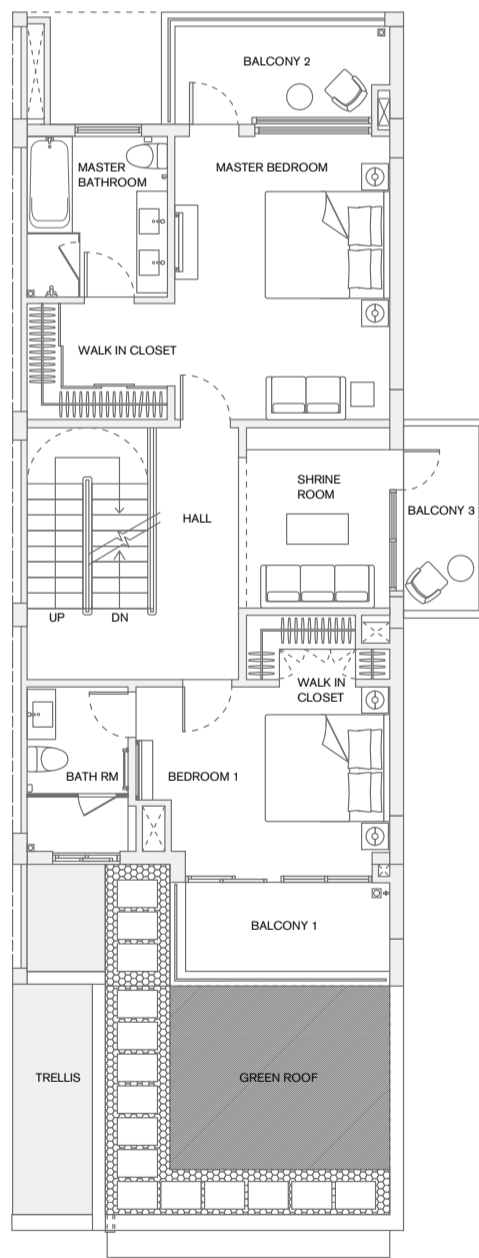 BALCONY 2
MASTER
BATHROOM
MASTER BEDROOM
WALK IN CLOSET
SHRINE
ROOM
HALL
BALCONY 3
UP
DN
WALK IN
CLOSET
BATH RM
BEDROOM 1
BALCONY 1
TRELLIS
GREEN ROOF